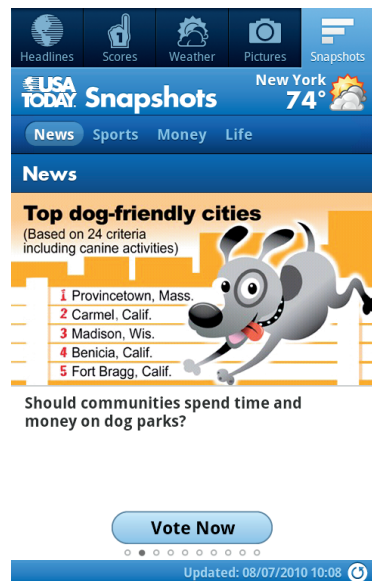 Headlines
Scores
Weather
Pictures
Snapshots
1
USA
TODAY
Snapshots
New York
74°
News
Sports
Money
Life
News
Top dog-friendly cities
(Based on 24 criteria
including canine activities)
1 Provincetown, Mass.
2 Carmel, Calif.
3 Madison, Wis.
4 Benicia, Calif.
5 Fort Bragg, Calif.
Should communities spend time and
money on dog parks?
Vote Now
Updated: 08/07/2010 10:08